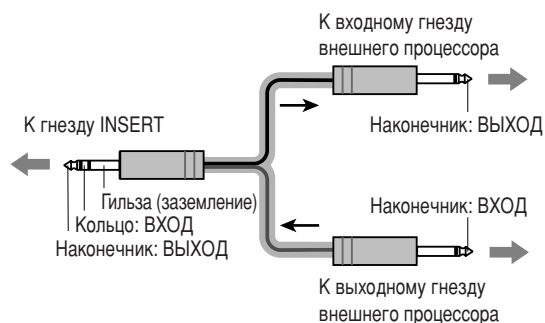 К входному гнезду
внешнего процессора
Наконечник: ВЫХОД
К гнезду INSERT
Гильза (заземление)
Кольцо: ВХОД
Наконечник: ВЫХОД
Наконечник: ВХОД
К выходному гнезду
внешнего процессора